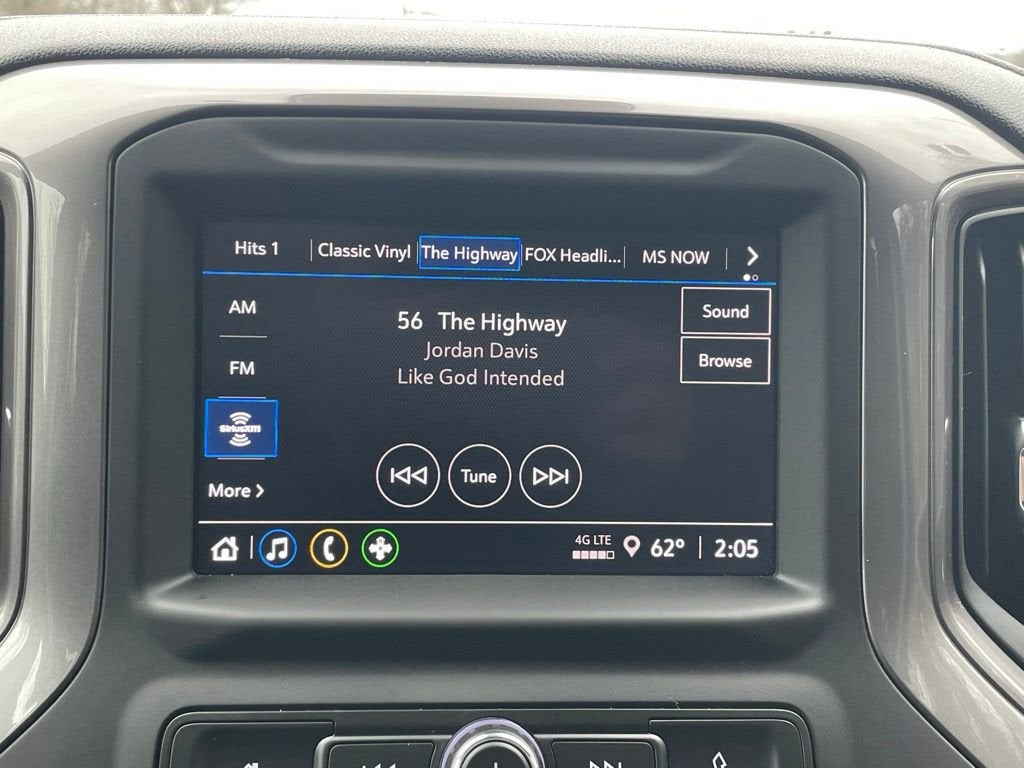 Hits 1 Classic Vinyl The Highway FOX Headli... MS NOW
AM
56 The Highway
Sound
Jordan Davis
FM
Like God Intended
Browse
SiriusXM
More
Tune
4G LTE
62° 2:05